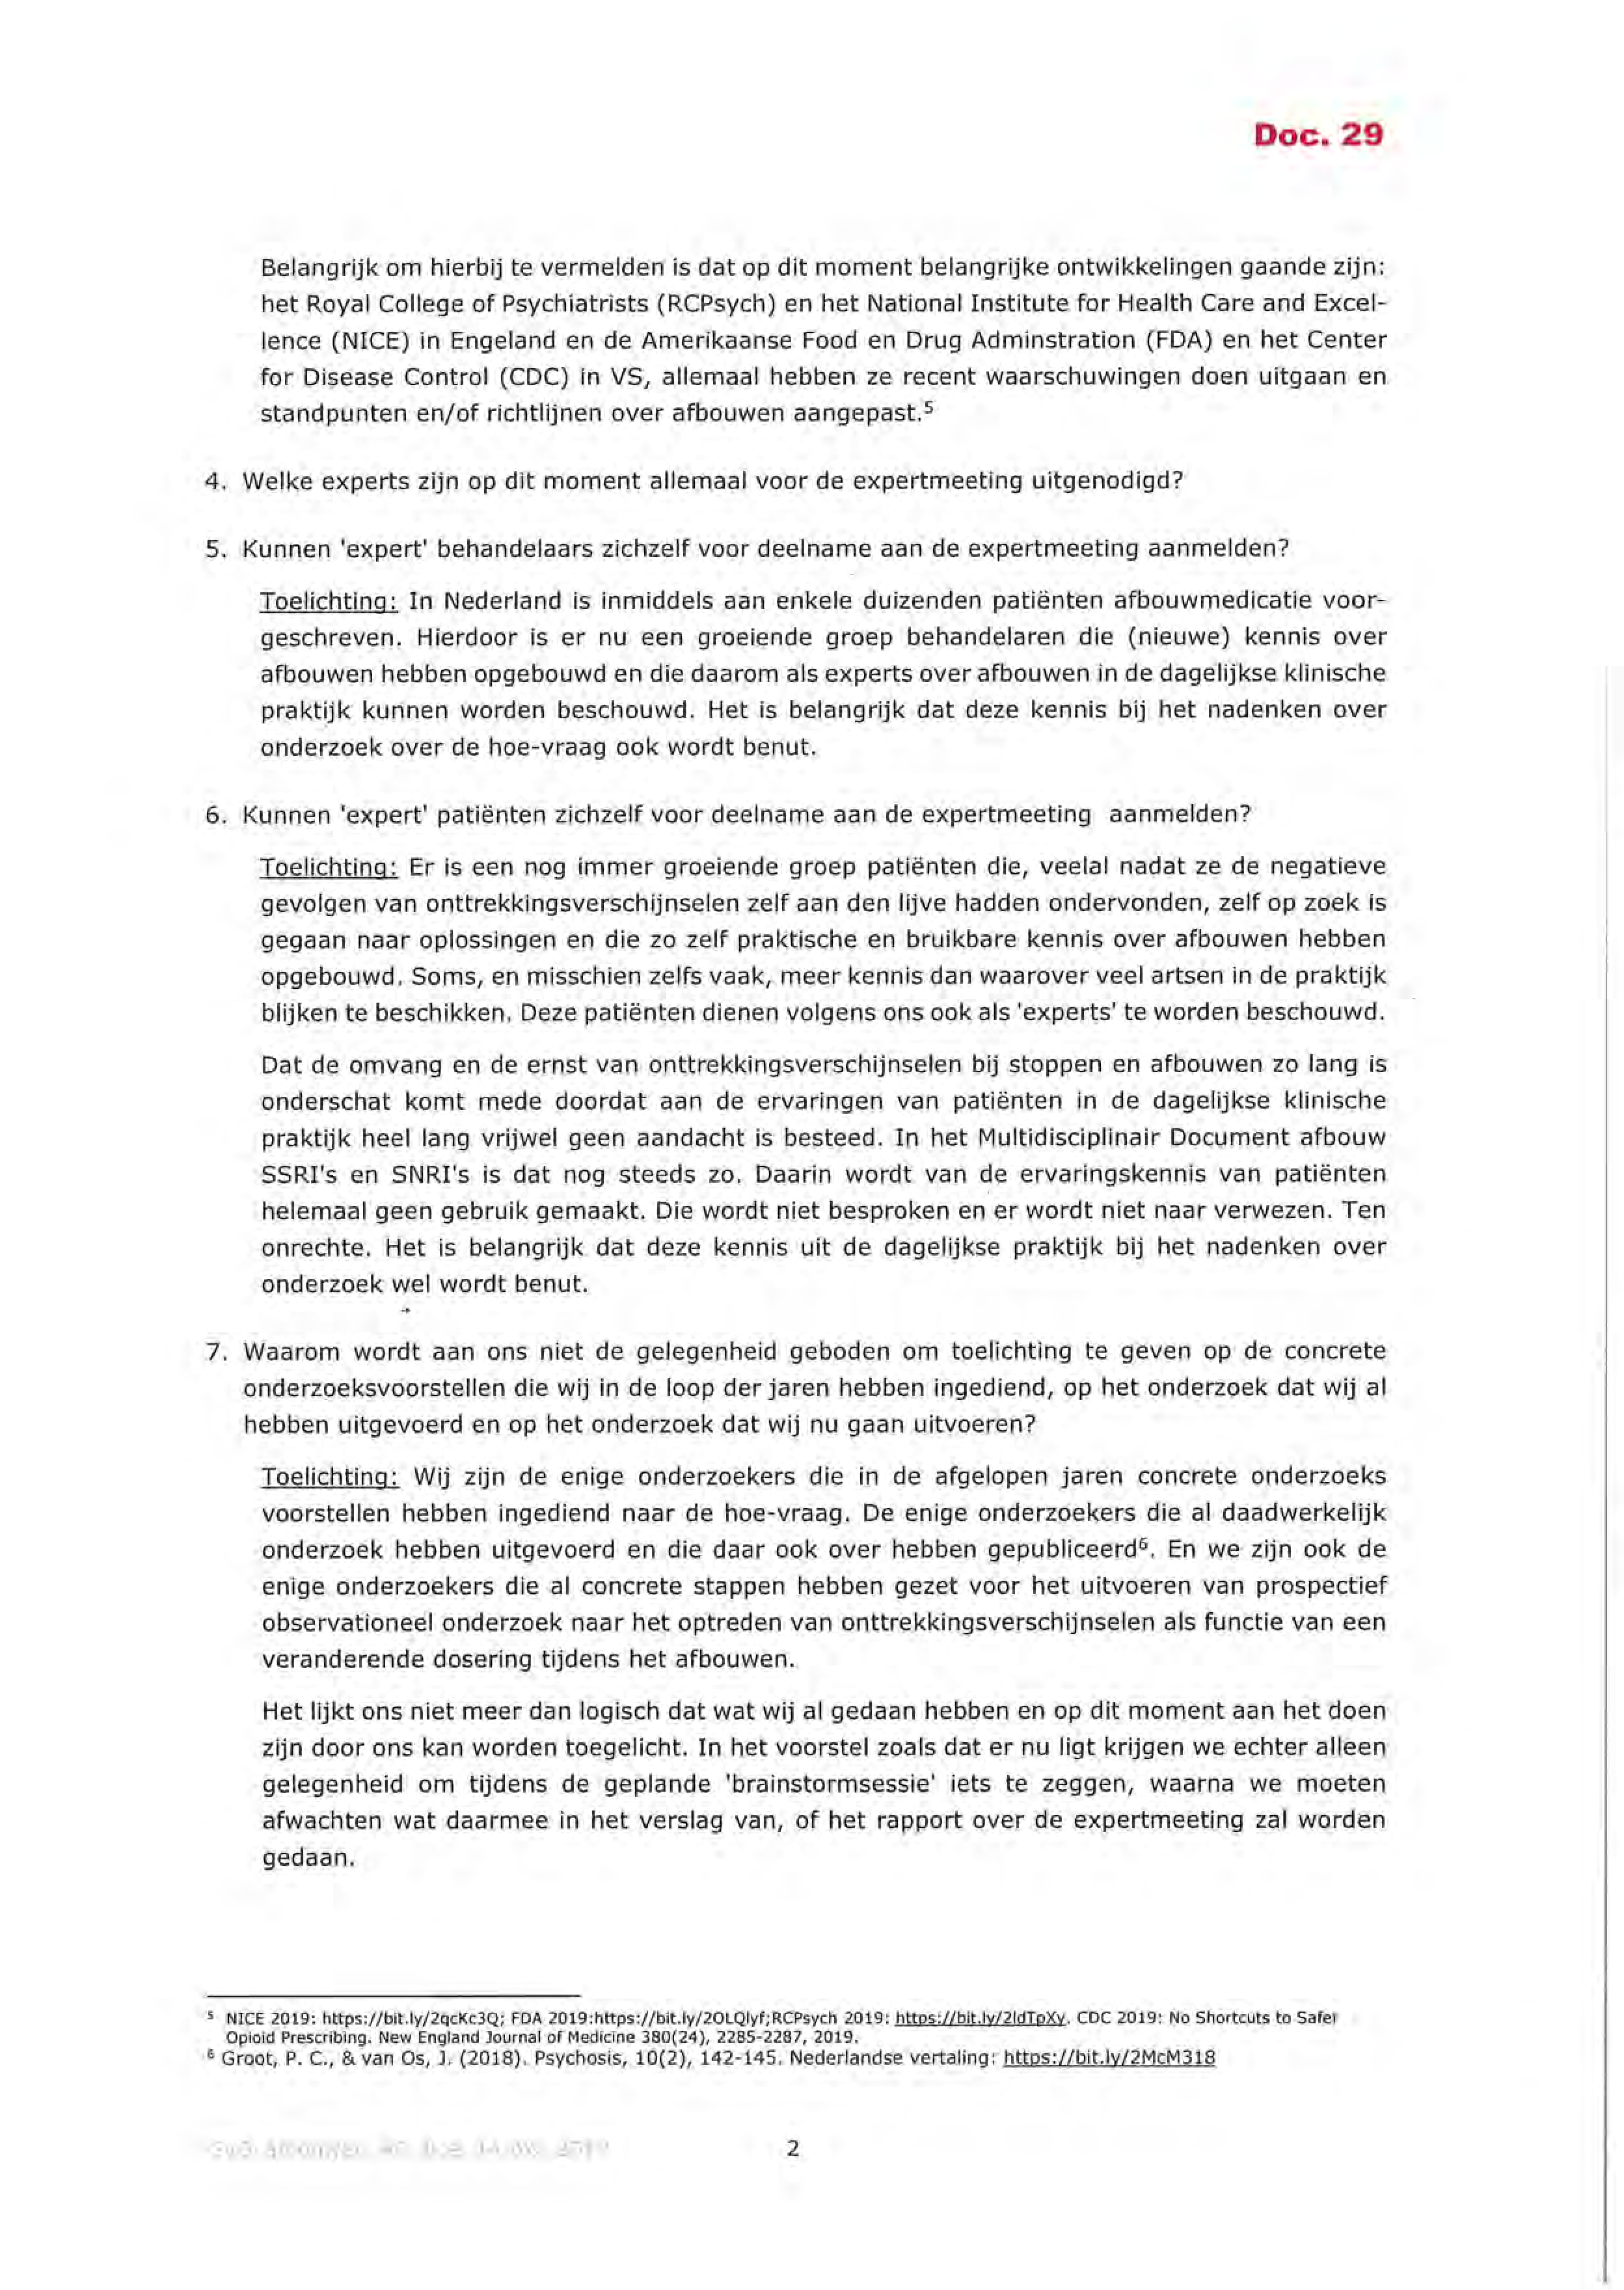 Doc. 29
Belangrijk om hierbij te vermelden is dat op dit moment belangrijke ontwikkelingen gaande zijn:
het Royal College of Psychiatrists (RCPsych) en het National Institute for Health Care and Excel-
lence (NICE) in Engeland en de Amerikaanse Food en Drug Adminstration (FDA) en het Center
for Disease Control (CDC) in VS, allemaal hebben ze recent waarschuwingen doen uitgaan en
standpunten en/of richtlijnen over afbouwen aangepast.⁵
4. Welke experts zijn op dit moment allemaal voor de expertmeeting uitgenodigd?
5. Kunnen 'expert' behandelaars zichzelf voor deelname aan de expertmeeting aanmelden?
Toelichting: In Nederland is inmiddels aan enkele duizenden patiënten afbouwmedicatie voor-
geschreven. Hierdoor is er nu een groeiende groep behandelaren die (nieuwe) kennis over
afbouwen hebben opgebouwd en die daarom als experts over afbouwen in de dagelijkse klinische
praktijk kunnen worden beschouwd. Het is belangrijk dat deze kennis bij het nadenken over
onderzoek over de hoe-vraag ook wordt benut.
6. Kunnen 'expert' patiënten zichzelf voor deelname aan de expertmeeting aanmelden?
Toelichting: Er is een nog immer groeiende groep patiënten die, veelal nadat ze de negatieve
gevolgen van onttrekkingsverschijnselen zelf aan den lijve hadden ondervonden, zelf op zoek is
gegaan naar oplossingen en die zo zelf praktische en bruikbare kennis over afbouwen hebben
opgebouwd. Soms, en misschien zelfs vaak, meer kennis dan waarover veel artsen in de praktijk
blijken te beschikken. Deze patiënten dienen volgens ons ook als 'experts' te worden beschouwd.
Dat de omvang en de ernst van onttrekkingsverschijnselen bij stoppen en afbouwen zo lang is
onderschat komt mede doordat aan de ervaringen van patiënten in de dagelijkse klinische
praktijk heel lang vrijwel geen aandacht is besteed. In het Multidisciplinair Document afbouw
SSRI's en SNRI's is dat nog steeds zo. Daarin wordt van de ervaringskennis van patiënten
helemaal geen gebruik gemaakt. Die wordt niet besproken en er wordt niet naar verwezen. Ten
onrechte. Het is belangrijk dat deze kennis uit de dagelijkse praktijk bij het nadenken over
onderzoek wel wordt benut.
7. Waarom wordt aan ons niet de gelegenheid geboden om toelichting te geven op de concrete
onderzoeksvoorstellen die wij in de loop der jaren hebben ingediend, op het onderzoek dat wij al
hebben uitgevoerd en op het onderzoek dat wij nu gaan uitvoeren?
Toelichting: Wij zijn de enige onderzoekers die in de afgelopen jaren concrete onderzoeks
voorstellen hebben ingediend naar de hoe-vraag. De enige onderzoekers die al daadwerkelijk
onderzoek hebben uitgevoerd en die daar ook over hebben gepubliceerd⁶. En we zijn ook de
enige onderzoekers die al concrete stappen hebben gezet voor het uitvoeren van prospectief
observationeel onderzoek naar het optreden van onttrekkingsverschijnselen als functie van een
veranderende dosering tijdens het afbouwen.
Het lijkt ons niet meer dan logisch dat wat wij al gedaan hebben en op dit moment aan het doen
zijn door ons kan worden toegelicht. In het voorstel zoals dat er nu ligt krijgen we echter alleen
gelegenheid om tijdens de geplande 'brainstormsessie' iets te zeggen, waarna we moeten
afwachten wat daarmee in het verslag van, of het rapport over de expertmeeting zal worden
gedaan.
⁵ NICE 2019: https://bit.ly/2qcKc3Q; FDA 2019:https://bit.ly/2OLQlyf;RCPsych 2019: https://bit.ly/2ldTpXy. CDC 2019: No Shortcuts to Safer
Opioid Prescribing. New England Journal of Medicine 380(24), 2285-2287, 2019.
⁶ Groot, P. C., & van Os, J. (2018). Psychosis, 10(2), 142-145. Nederlandse vertaling: https://bit.ly/2McM318
2